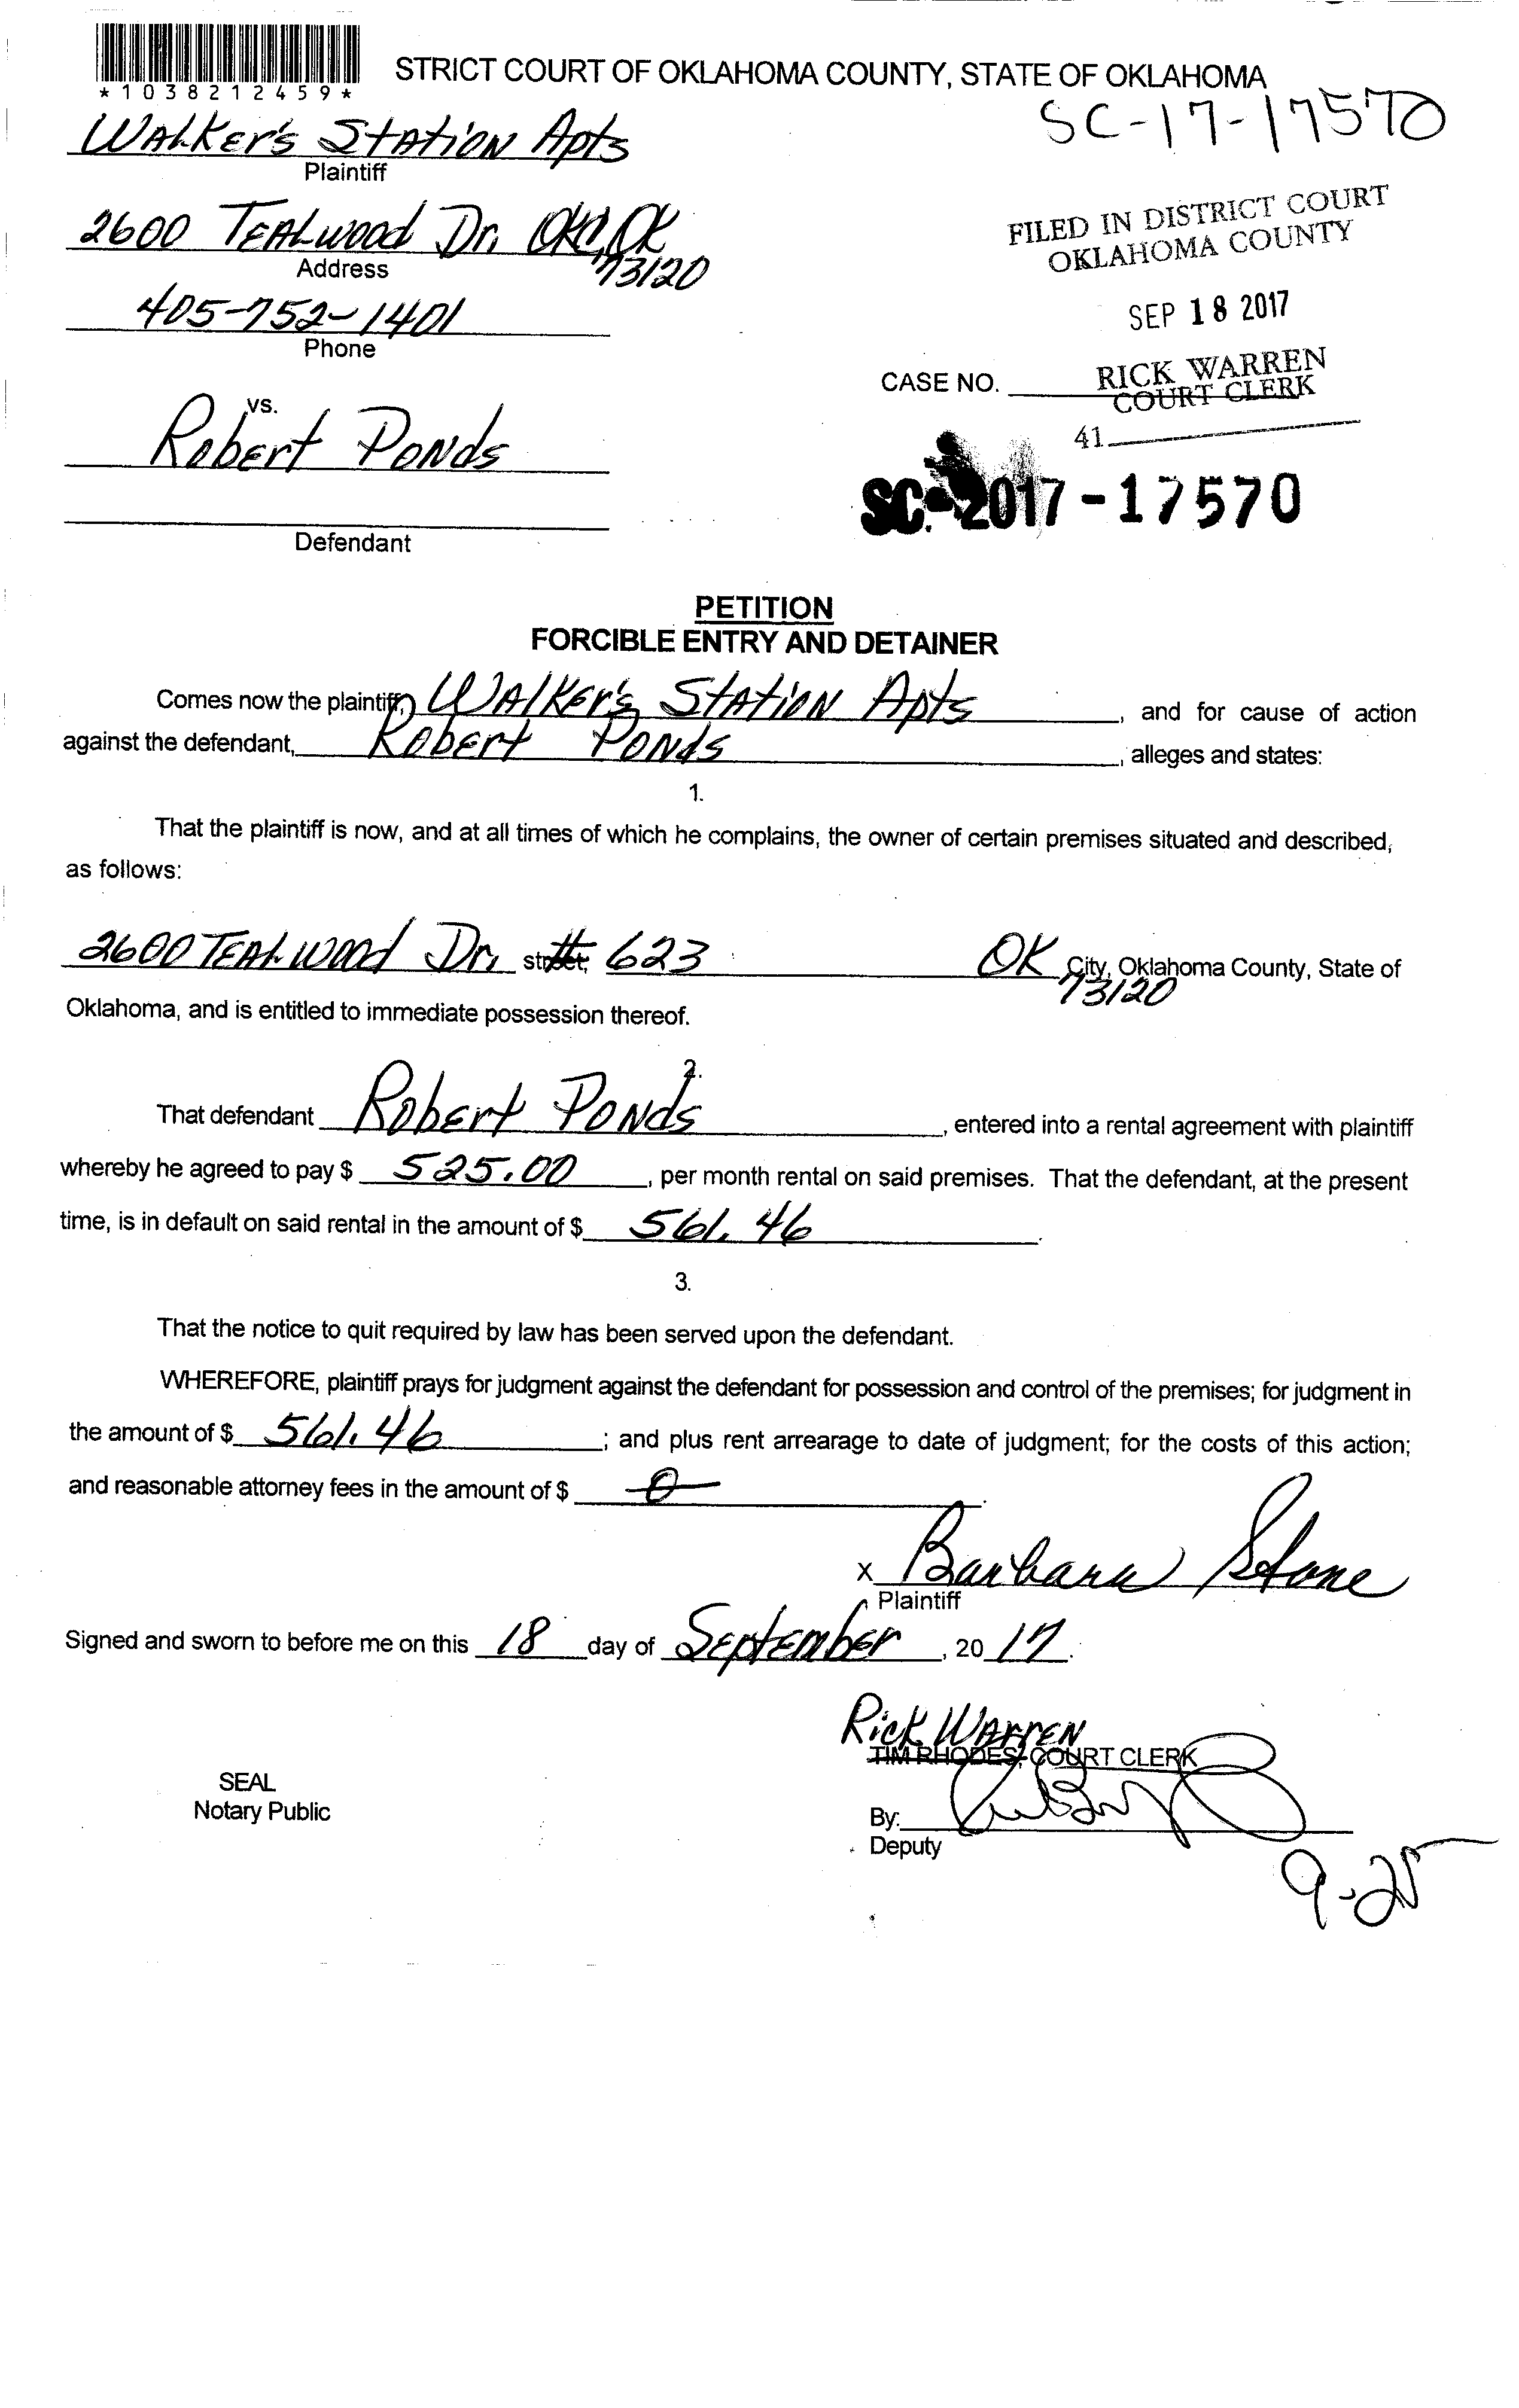 *1038212459*
STRICT COURT OF OKLAHOMA COUNTY, STATE OF OKLAHOMA
SC-17-17570
Walker's Station Apts
Plaintiff
2600 Tealwood Dr, OKC, OK
73120
Address
405-752-1401
Phone
FILED IN DISTRICT COURT
OKLAHOMA COUNTY
SEP 18 2017
RICK WARREN
COURT CLERK
CASE NO.
41
vs.
Robert Ponds
Defendant
SC-2017-17570
PETITION
FORCIBLE ENTRY AND DETAINER
Comes now the plaintiff, Walker's Station Apts, and for cause of action
against the defendant, Robert Ponds, alleges and states:
1.
That the plaintiff is now, and at all times of which he complains, the owner of certain premises situated and described,
as follows:
2600 Tealwood Dr, street, # 623 OK City, Oklahoma County, State of
73120
Oklahoma, and is entitled to immediate possession thereof.
2.
That defendant Robert Ponds, entered into a rental agreement with plaintiff
whereby he agreed to pay $ 525.00, per month rental on said premises. That the defendant, at the present
time, is in default on said rental in the amount of $ 561.46.
3.
That the notice to quit required by law has been served upon the defendant.
WHEREFORE, plaintiff prays for judgment against the defendant for possession and control of the premises; for judgment in
the amount of $ 561.46; and plus rent arrearage to date of judgment; for the costs of this action;
and reasonable attorney fees in the amount of $ 0.
X Barbara Stone
Plaintiff
Signed and sworn to before me on this 18 day of September, 20 17.
Rick Warren
TIM RHODES, COURT CLERK
SEAL
Notary Public
By:
Deputy
9-25